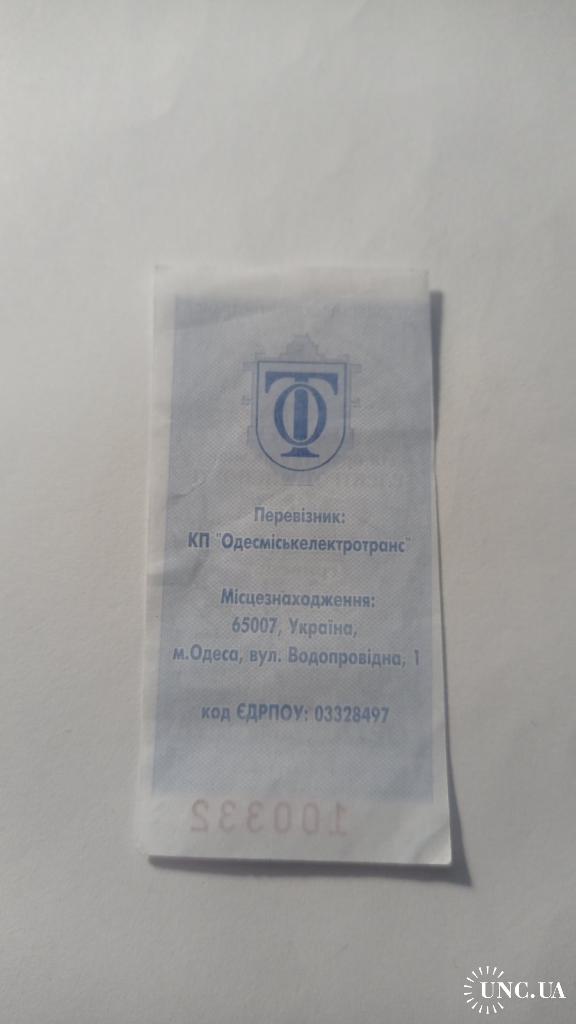 ОТ
Перевізник:
КП "Одесміськелектротранс"
Місцезнаходження:
65007, Україна,
м.Одеса, вул. Водопровідна, 1
код ЄДРПОУ: 03328497
100332
UNC.UA